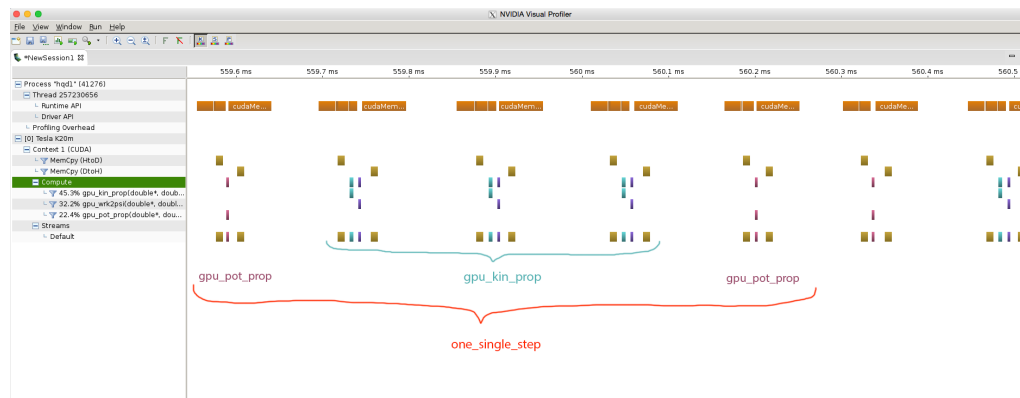 NVIDIA Visual Profiler
File View Window Run Help
*NewSession1
559.6 ms 559.7 ms 559.8 ms 559.9 ms 560 ms 560.1 ms 560.2 ms 560.3 ms 560.4 ms 560.5
Process "hqd1" (41276)
Thread 257230656
Runtime API cudaMe... cudaMem... cudaMem... cudaMe... cudaMe... cudaMe...
Driver API
Profiling Overhead
[0] Tesla K20m
Context 1 (CUDA)
MemCpy (HtoD)
MemCpy (DtoH)
Compute
45.3% gpu_kin_prop(double*, doub...
32.2% gpu_wrk2psi(double*, doubl...
22.4% gpu_pot_prop(double*, dou...
Streams
Default
gpu_pot_prop gpu_kin_prop gpu_pot_prop
one_single_step